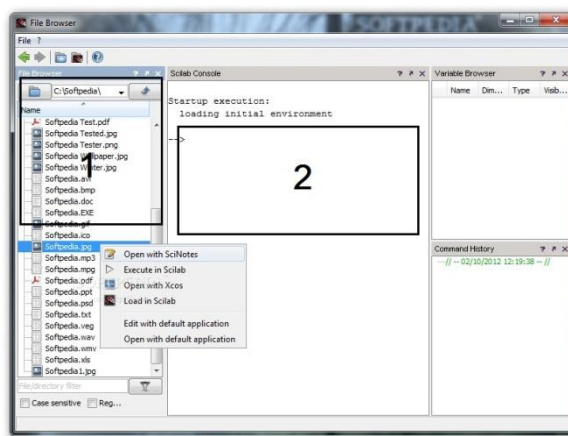 File Browser
SOFTPEDIA
File ?
File Browser ? ↗ X
C:\Softpedia\
Name
Softpedia Test.pdf
Softpedia Tested.jpg
Softpedia Tester.png
Softpedia Wallpaper.jpg
Softpedia Winter.jpg
Softpedia.avi
Softpedia.bmp
Softpedia.doc
Softpedia.EXE
Softpedia.gif
Softpedia.ico
Softpedia.jpg
Softpedia.mp3
Softpedia.mpg
Softpedia.pdf
Softpedia.ppt
Softpedia.psd
Softpedia.txt
Softpedia.veg
Softpedia.wav
Softpedia.wmv
Softpedia.xls
Softpedia1.jpg
File/directory filter
Case sensitive Reg...
1
Open with SciNotes
Execute in Scilab
Open with Xcos
Load in Scilab
Edit with default application
Open with default application
Scilab Console ? ↗ X
Startup execution:
loading initial environment
-->
2
Variable Browser ? ↗ X
Name Dim... Type Visib...
Command History ? ↗ X
// -- 02/10/2012 12:19:38 -- //